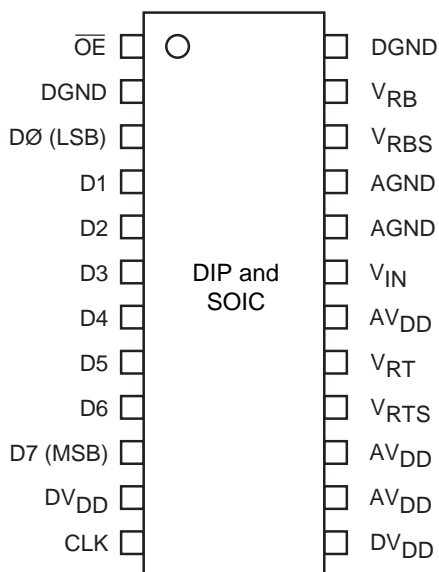 OE DGND
DGND VRB
DØ (LSB) VRBS
D1 AGND
D2 AGND
D3 VIN
D4 AVDD
D5 VRT
D6 VRTS
D7 (MSB) AVDD
DVDD AVDD
CLK DVDD
DIP and
SOIC